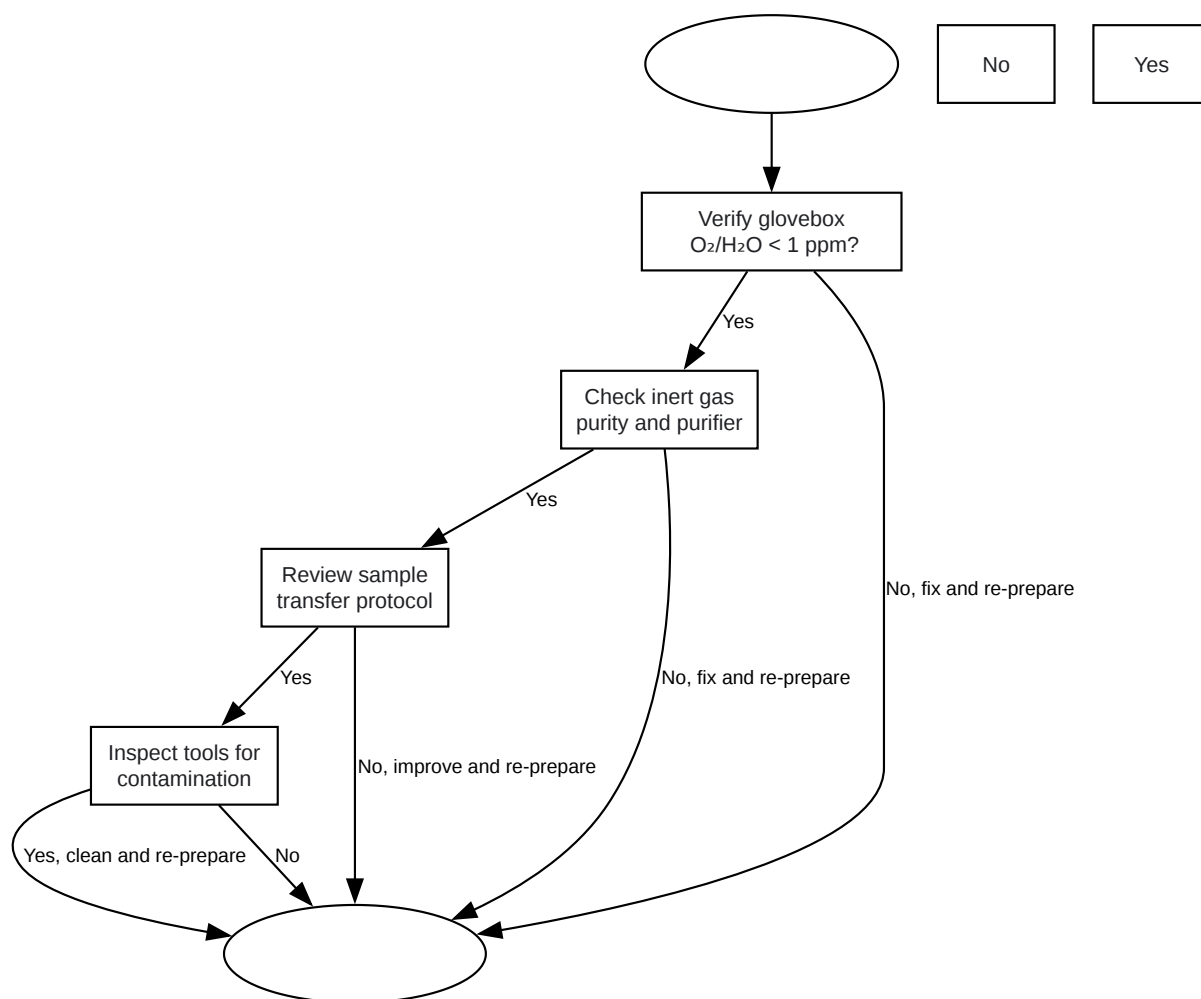 No
Yes
Verify glovebox
O₂/H₂O < 1 ppm?
Yes
Check inert gas
purity and purifier
Yes
Review sample
transfer protocol
No, fix and re-prepare
Yes
No, fix and re-prepare
Inspect tools for
contamination
No, improve and re-prepare
Yes, clean and re-prepare
No